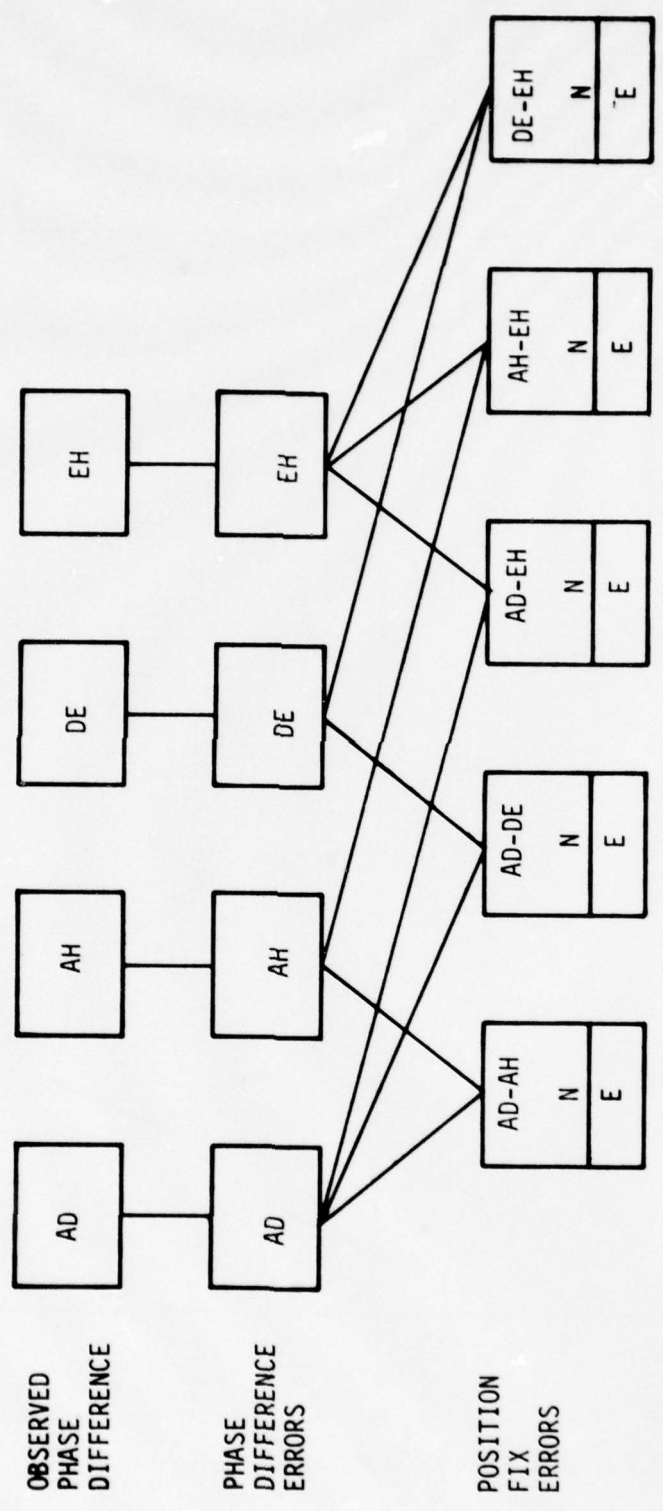 OBSERVED
PHASE
DIFFERENCE
AD
AH
DE
EH
PHASE
DIFFERENCE
ERRORS
AD
AH
DE
EH
POSITION
FIX
ERRORS
AD-AH
N
E
AD-DE
N
E
AD-EH
N
E
AH-EH
N
E
DE-EH
N
E